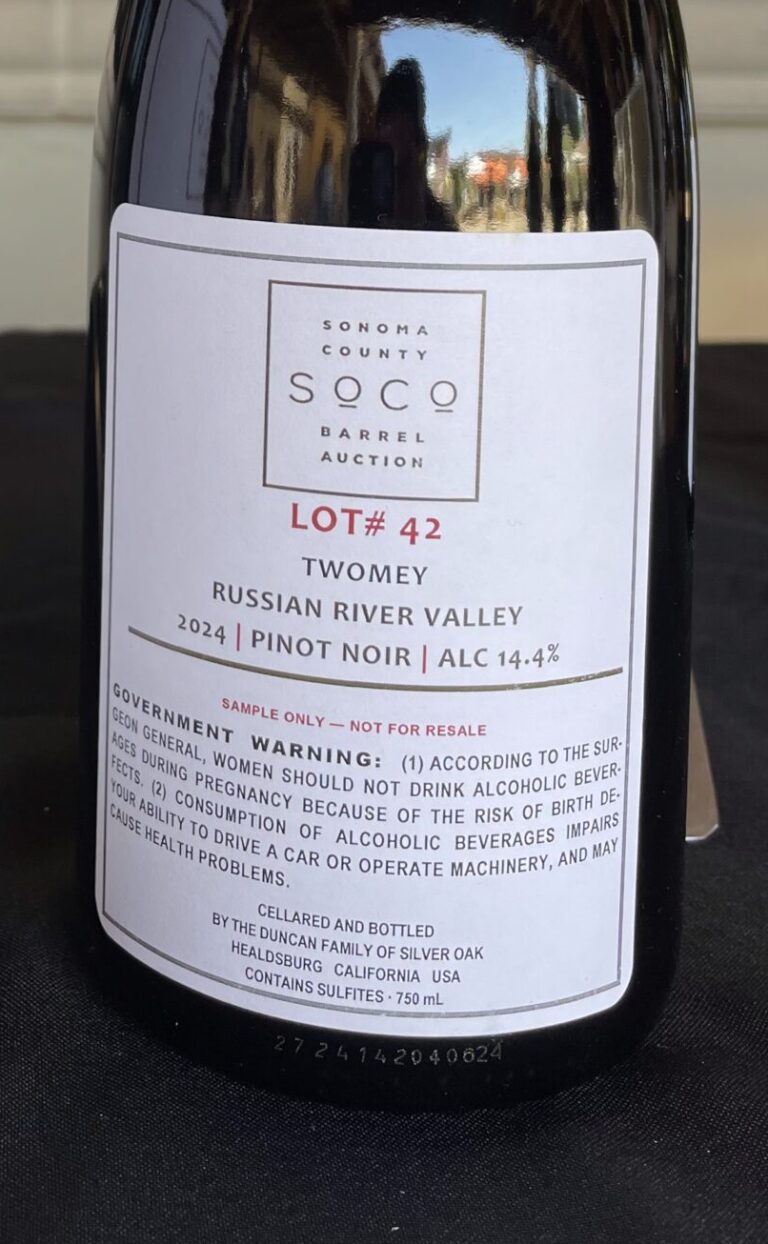 SONOMA
COUNTY
SOCO
BARREL
AUCTION
LOT# 42
TWOMEY
RUSSIAN RIVER VALLEY
2024 | PINOT NOIR | ALC 14.4%
SAMPLE ONLY — NOT FOR RESALE
GOVERNMENT WARNING: (1) ACCORDING TO THE SUR-
GEON GENERAL, WOMEN SHOULD NOT DRINK ALCOHOLIC BEVER-
AGES DURING PREGNANCY BECAUSE OF THE RISK OF BIRTH DE-
FECTS. (2) CONSUMPTION OF ALCOHOLIC BEVERAGES IMPAIRS
YOUR ABILITY TO DRIVE A CAR OR OPERATE MACHINERY, AND MAY
CAUSE HEALTH PROBLEMS.
CELLARED AND BOTTLED
BY THE DUNCAN FAMILY OF SILVER OAK
HEALDSBURG CALIFORNIA USA
CONTAINS SULFITES · 750 mL
27 24142040624